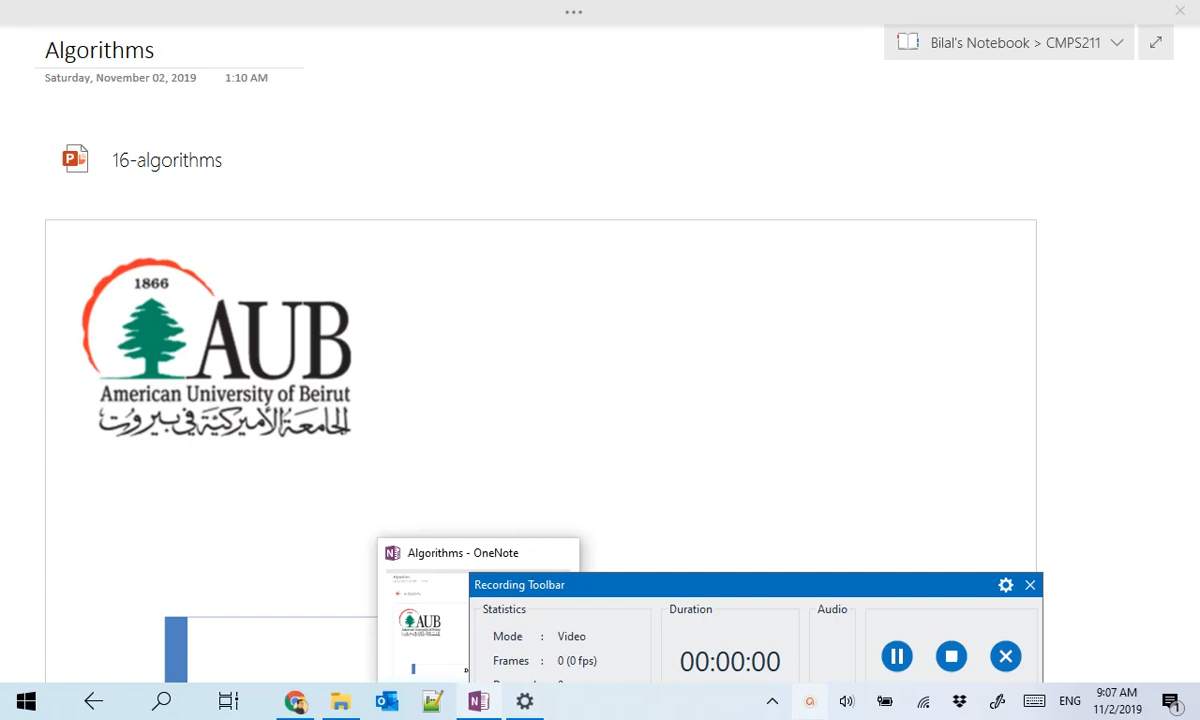 Algorithms
Bilal's Notebook > CMPS211
Saturday, November 02, 2019 1:10 AM
16-algorithms
1866
AUB
American University of Beirut
الجامعة الأميركية في بيروت
Algorithms - OneNote
Recording Toolbar
Statistics
Duration
Audio
Mode : Video
Frames : 0 (0 fps)
00:00:00
AUB
ENG
9:07 AM
11/2/2019
1